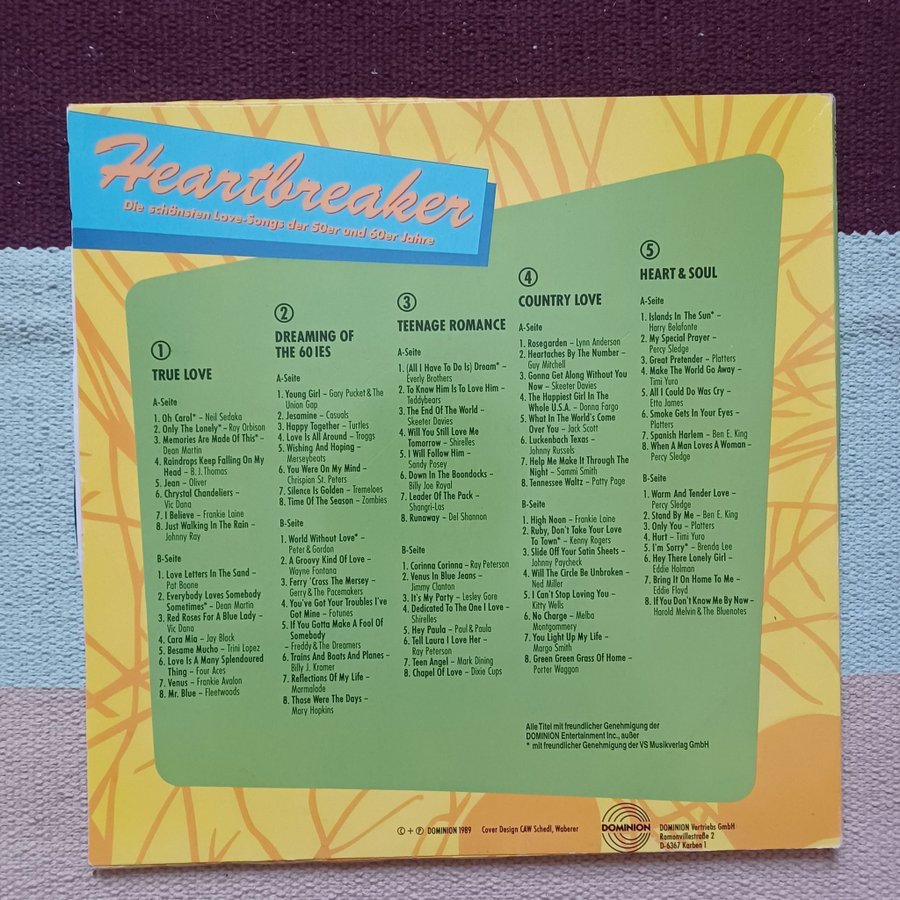 Heartbreaker
Die schönsten Love-Songs der 50er und 60er Jahre
1
TRUE LOVE
A-Seite
1. Oh Carol* – Neil Sedaka
2. Only The Lonely* – Roy Orbison
3. Memories Are Made Of This* –
Dean Martin
4. Raindrops Keep Falling On My
Head – B. J. Thomas
5. Jean – Oliver
6. Chrystal Chandeliers –
Vic Dana
7. I Believe – Frankie Laine
8. Just Walking In The Rain –
Johnny Ray
B-Seite
1. Love Letters In The Sand –
Pat Boone
2. Everybody Loves Somebody
Sometimes* – Dean Martin
3. Red Roses For A Blue Lady –
Vic Dana
4. Cara Mia – Jay Black
5. Besame Mucho – Trini Lopez
6. Love Is A Many Splendoured
Thing – Four Aces
7. Venus – Frankie Avalon
8. Mr. Blue – Fleetwoods
2
DREAMING OF
THE 60IES
A-Seite
1. Young Girl – Gary Pucket & The
Union Gap
2. Jesamine – Casuals
3. Happy Together – Turtles
4. Love Is All Around – Troggs
5. Wishing And Hoping –
Merseybeats
6. You Were On My Mind –
Chrispion St. Peters
7. Silence Is Golden – Tremeloes
8. Time Of The Season – Zombies
B-Seite
1. World Without Love* –
Peter & Gordon
2. A Groovy Kind Of Love –
Wayne Fontana
3. Ferry 'Cross The Mersey –
Gerry & The Pacemakers
4. You've Got Your Troubles I've
Got Mine – Fotunes
5. If You Gotta Make A Fool Of
Somebody
– Freddy & The Dreamers
6. Trains And Boats And Planes –
Billy J. Kramer
7. Reflections Of My Life –
Marmalade
8. Those Were The Days –
Mary Hopkins
3
TEENAGE ROMANCE
A-Seite
1. (All I Have To Do Is) Dream* –
Everly Brothers
2. To Know Him Is To Love Him –
Teddybears
3. The End Of The World –
Skeeter Davies
4. Will You Still Love Me
Tomorrow – Shirelles
5. I Will Follow Him –
Sandy Posey
6. Down In The Boondocks –
Billy Joe Royal
7. Leader Of The Pack –
Shangri-Las
8. Runaway – Del Shannon
B-Seite
1. Corinna Corinna – Ray Peterson
2. Venus In Blue Jeans –
Jimmy Clanton
3. It's My Party – Lesley Gore
4. Dedicated To The One I Love –
Shirelles
5. Hey Paula – Paul & Paula
6. Tell Laura I Love Her –
Ray Peterson
7. Teen Angel – Mark Dining
8. Chapel Of Love – Dixie Cups
4
COUNTRY LOVE
A-Seite
1. Rosegarden – Lynn Anderson
2. Heartaches By The Number –
Guy Mitchell
3. Gonna Get Along Without You
Now – Skeeter Davies
4. The Happiest Girl In The
Whole U.S.A. – Donna Fargo
5. What In The World's Come
Over You – Jack Scott
6. Luckenbach Texas –
Johnny Russels
7. Help Me Make It Through The
Night – Sammi Smith
8. Tennessee Waltz – Patty Page
B-Seite
1. High Noon – Frankie Laine
2. Ruby, Don't Take Your Love
To Town* – Kenny Rogers
3. Slide Off Your Satin Sheets –
Johnny Paycheck
4. Will The Circle Be Unbroken –
Ned Miller
5. I Can't Stop Loving You –
Kitty Wells
6. No Charge – Melba
Montgommery
7. You Light Up My Life –
Margo Smith
8. Green Green Grass Of Home –
Porter Waggon
5
HEART & SOUL
A-Seite
1. Islands In The Sun* –
Harry Belafonte
2. My Special Prayer –
Percy Sledge
3. Great Pretender – Platters
4. Make The World Go Away –
Timi Yuro
5. All I Could Do Was Cry –
Etta James
6. Smoke Gets In Your Eyes –
Platters
7. Spanish Harlem – Ben E. King
8. When A Man Loves A Woman –
Percy Sledge
B-Seite
1. Warm And Tender Love –
Percy Sledge
2. Stand By Me – Ben E. King
3. Only You – Platters
4. Hurt – Timi Yuro
5. I'm Sorry* – Brenda Lee
6. Hey There Lonely Girl –
Eddie Holman
7. Bring It On Home To Me –
Eddie Floyd
8. If You Don't Know Me By Now –
Harold Melvin & The Bluenotes
Alle Titel mit freundlicher Genehmigung der
DOMINION Entertainment Inc., außer
* mit freundlicher Genehmigung der VS Musikverlag GmbH
© + ℗ DOMINION 1989 Cover Design CAW Schedl, Waberer
DOMINION
DOMINION Vertriebs GmbH
Ramonvillestraße 2
D-6367 Karben 1